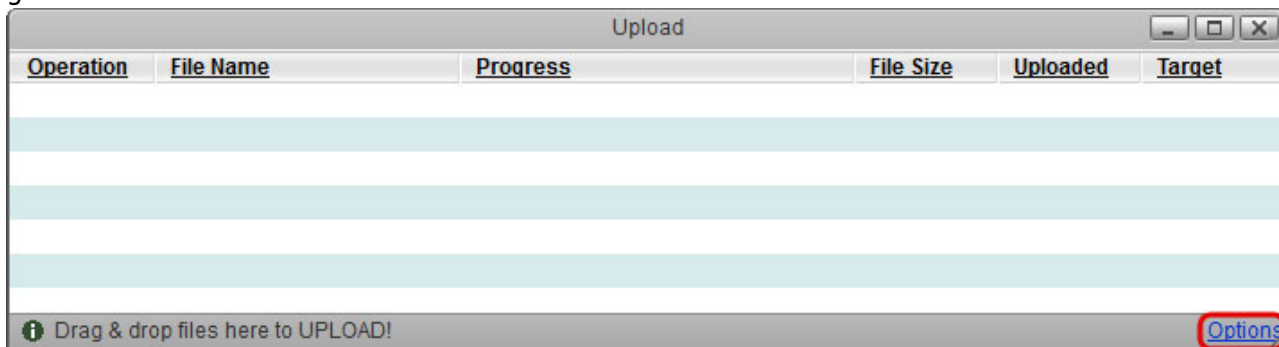 Upload
Operation File Name Progress File Size Uploaded Target
Drag & drop files here to UPLOAD!
Options